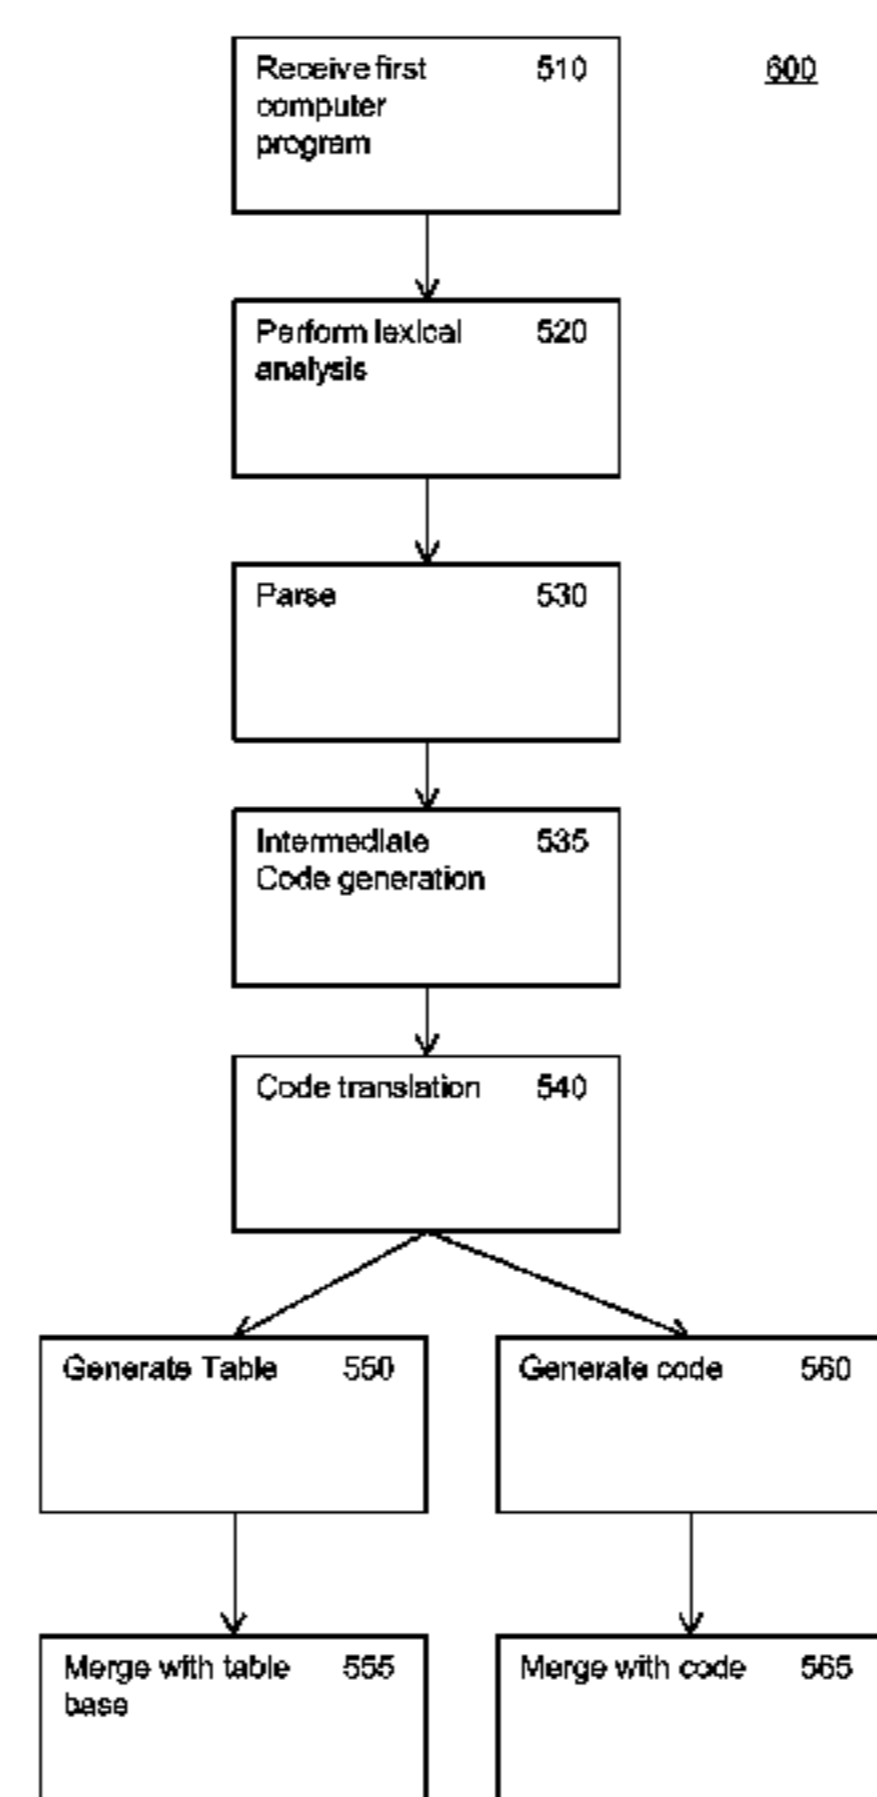 Receive first 510 600
computer
program
Perform lexical 520
analysis
Parse 530
Intermediate 535
Code generation
Code translation 540
Generate Table 550 Generate code 560
Merge with table 555 Merge with code 565
base